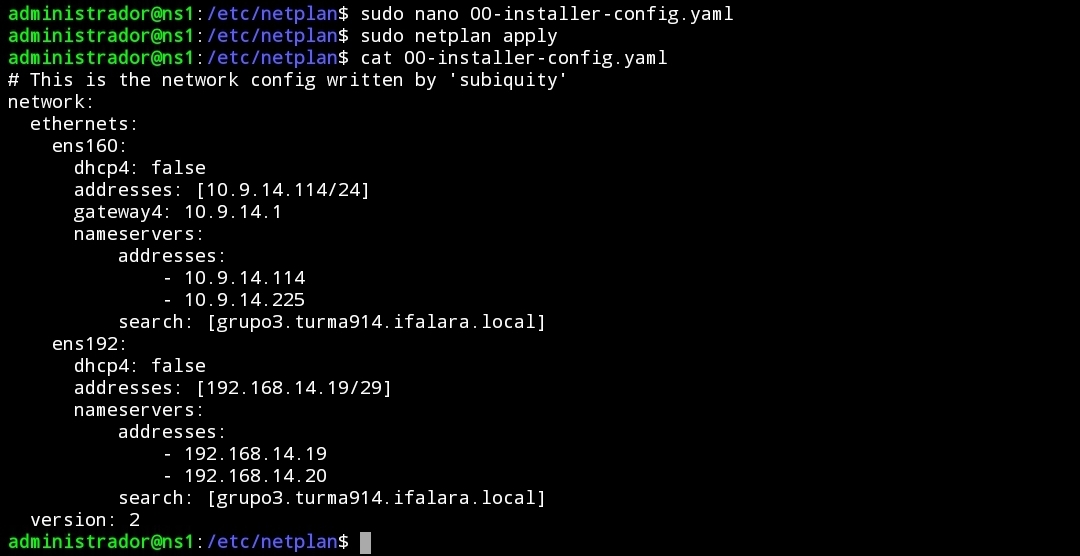 administrador@ns1:/etc/netplan$ sudo nano 00-installer-config.yaml
administrador@ns1:/etc/netplan$ sudo netplan apply
administrador@ns1:/etc/netplan$ cat 00-installer-config.yaml
# This is the network config written by 'subiquity'
network:
  ethernets:
    ens160:
      dhcp4: false
      addresses: [10.9.14.114/24]
      gateway4: 10.9.14.1
      nameservers:
          addresses:
              - 10.9.14.114
              - 10.9.14.225
          search: [grupo3.turma914.ifalara.local]
    ens192:
      dhcp4: false
      addresses: [192.168.14.19/29]
      nameservers:
          addresses:
              - 192.168.14.19
              - 192.168.14.20
          search: [grupo3.turma914.ifalara.local]
  version: 2
administrador@ns1:/etc/netplan$